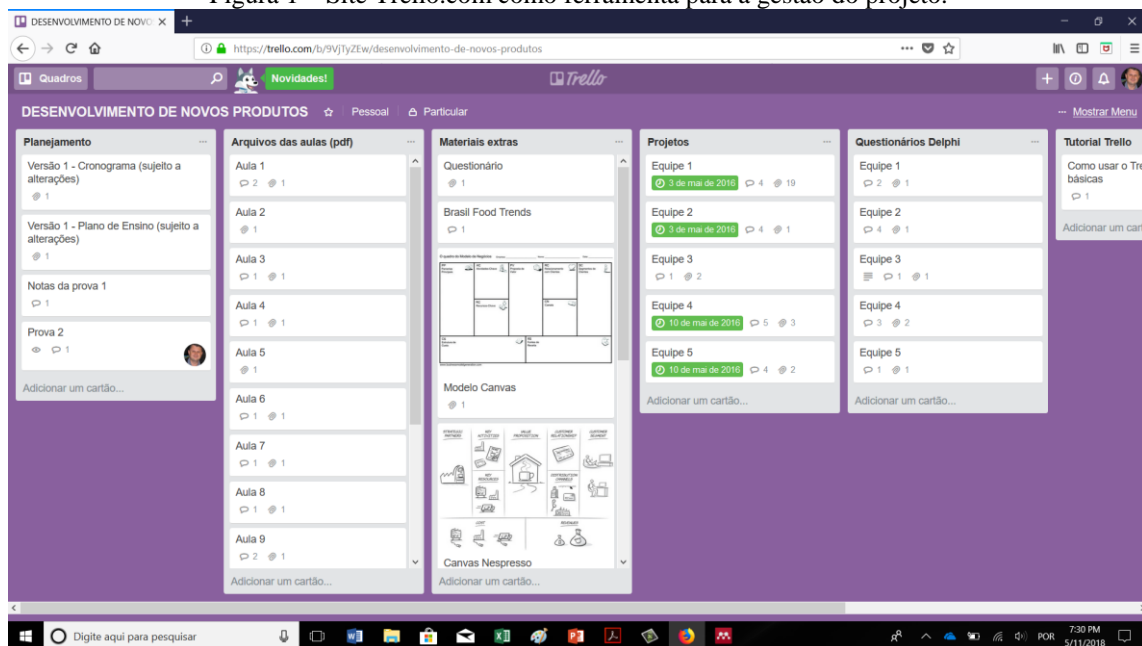 Figura 1 – Site Trello.com como ferramenta para a gestão do projeto.
DESENVOLVIMENTO DE NOVO
https://trello.com/b/9VjTyZEw/desenvolvimento-de-novos-produtos
Quadros
Novidades!
Trello
DESENVOLVIMENTO DE NOVOS PRODUTOS
Pessoal
Particular
Mostrar Menu
Planejamento
Versão 1 - Cronograma (sujeito a
alterações)
1
Versão 1 - Plano de Ensino (sujeito a
alterações)
1
Notas da prova 1
1
Prova 2
1
Adicionar um cartão...
Arquivos das aulas (pdf)
Aula 1
2 1
Aula 2
1
Aula 3
1 1
Aula 4
1 1
Aula 5
1
Aula 6
1 1
Aula 7
1 1
Aula 8
1 1
Aula 9
2 1
Adicionar um cartão...
Materiais extras
Questionário
1
Brasil Food Trends
1
Modelo Canvas
1
Canvas Nespresso
Adicionar um cartão...
Projetos
Equipe 1
3 de mai de 2016 4 19
Equipe 2
3 de mai de 2016 4 1
Equipe 3
1 2
Equipe 4
10 de mai de 2016 5 3
Equipe 5
10 de mai de 2016 4 2
Adicionar um cartão...
Questionários Delphi
Equipe 1
2 1
Equipe 2
4 1
Equipe 3
1 1
Equipe 4
3 2
Equipe 5
1 1
Adicionar um cartão...
Tutorial Trello
Como usar o Tre
básicas
1
Adicionar um car
Digite aqui para pesquisar
POR
7:30 PM
5/11/2018